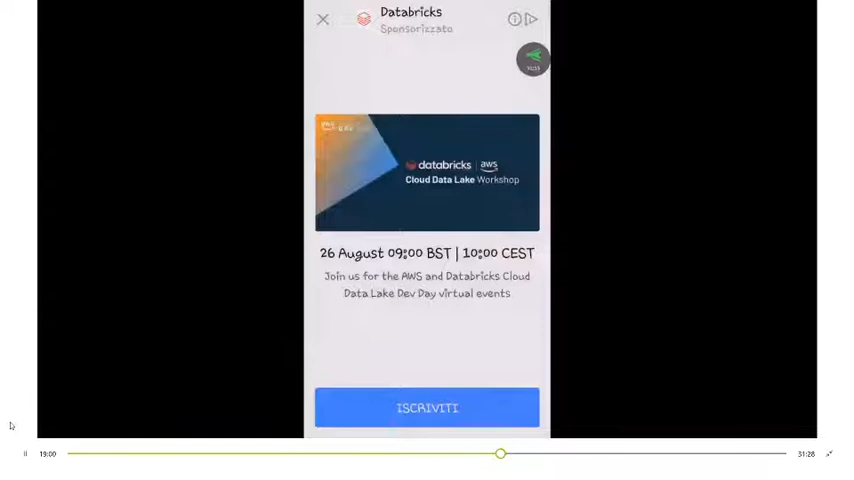 Databricks
Sponsorizzato
aws
databricks | aws
Cloud Data Lake Workshop
26 August 09:00 BST | 10:00 CEST
Join us for the AWS and Databricks Cloud
Data Lake Dev Day virtual events
ISCRIVITI
19:00
31:28